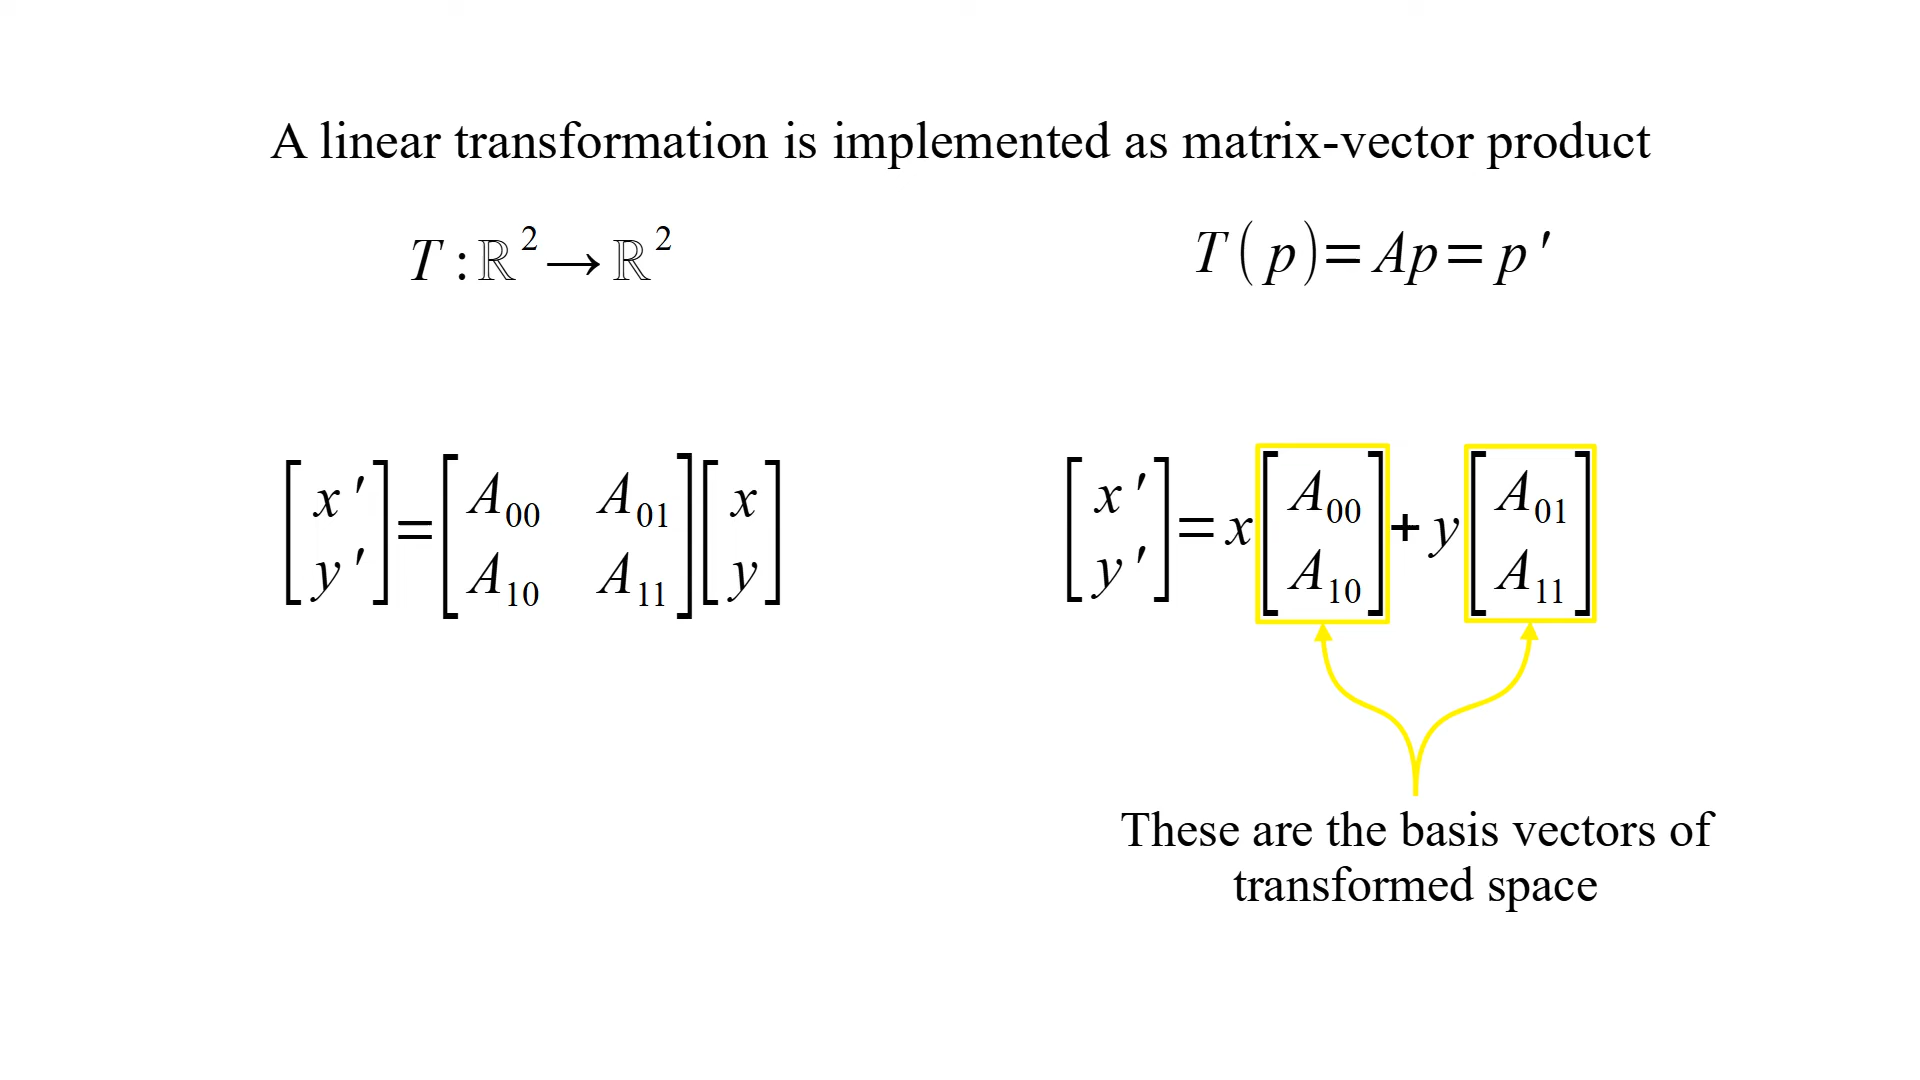 A linear transformation is implemented as matrix-vector product
T : ℝ² → ℝ²
T ( p ) = Ap = p ′
[ x ′ y ′ ] = [ A₀₀ A₀₁ A₁₀ A₁₁ ] [ x y ]
[ x ′ y ′ ] = x [ A₀₀ A₁₀ ] + y [ A₀₁ A₁₁ ]
These are the basis vectors of
transformed space